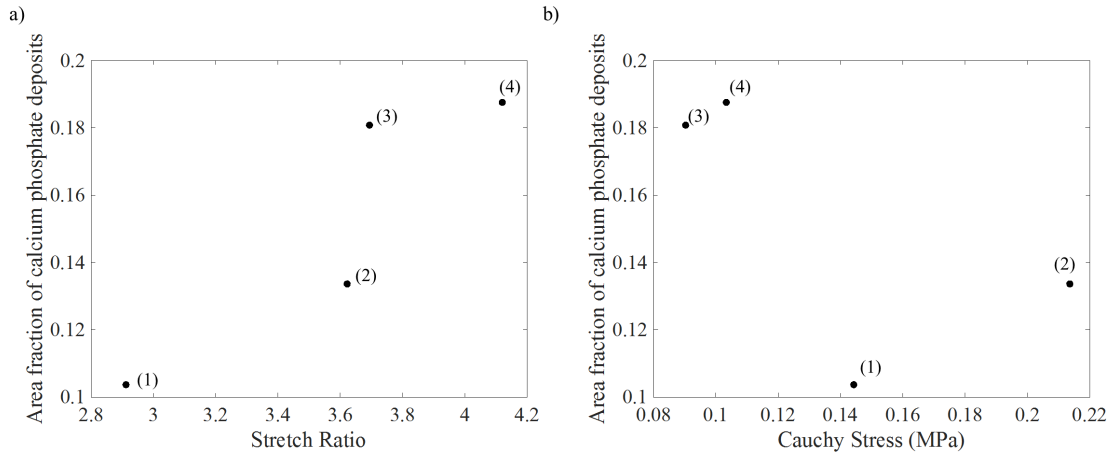 a)
Area fraction of calcium phosphate deposits
0.2
0.18
0.16
0.14
0.12
0.1
(4)
(3)
(2)
(1)
2.8 3 3.2 3.4 3.6 3.8 4 4.2
Stretch Ratio
b)
Area fraction of calcium phosphate deposits
0.2
0.18
0.16
0.14
0.12
0.1
(4)
(3)
(2)
(1)
0.08 0.1 0.12 0.14 0.16 0.18 0.2 0.22
Cauchy Stress (MPa)